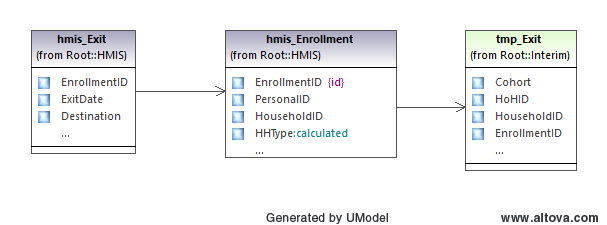 hmis_Exit
(from Root::HMIS)
EnrollmentID
ExitDate
Destination
...
hmis_Enrollment
(from Root::HMIS)
EnrollmentID {id}
PersonalID
HouseholdID
HHType:calculated
...
tmp_Exit
(from Root::Interim)
Cohort
HoHID
HouseholdID
EnrollmentID
...
Generated by UModel
www.altova.com